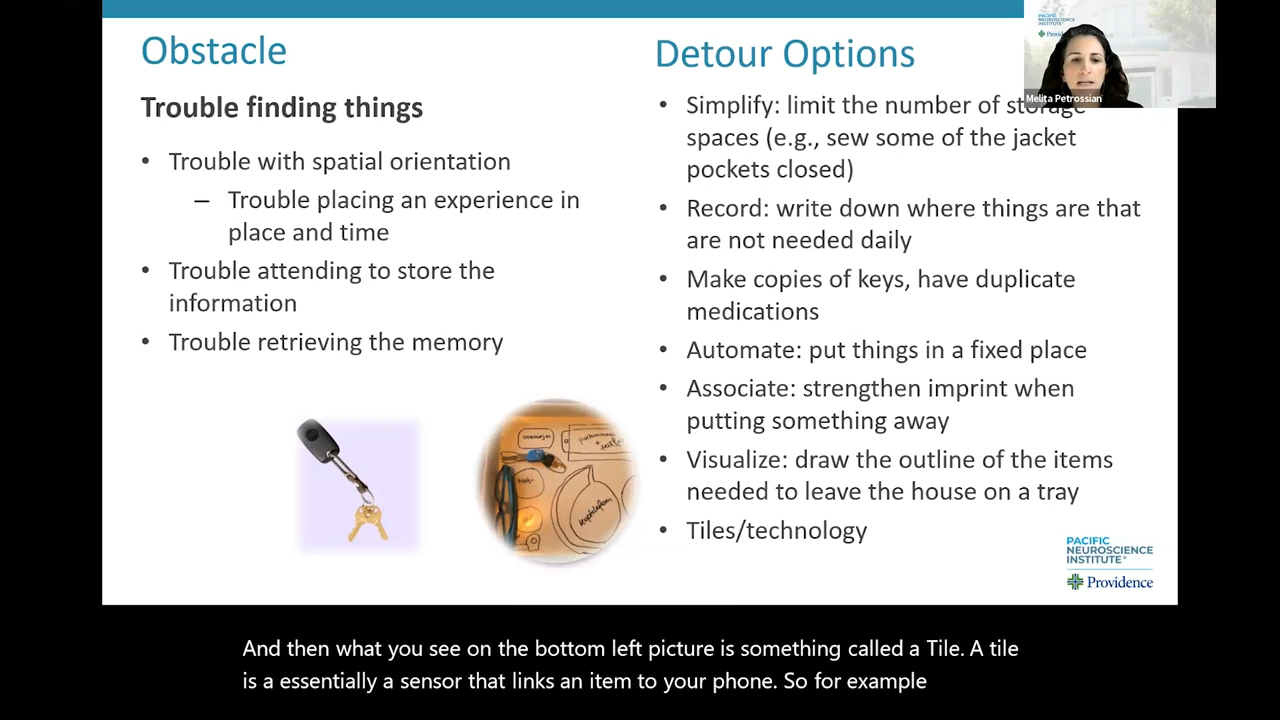 Obstacle
Trouble finding things
• Trouble with spatial orientation
– Trouble placing an experience in
place and time
• Trouble attending to store the
information
• Trouble retrieving the memory
Detour Options
• Simplify: limit the number of storage
spaces (e.g., sew some of the jacket
pockets closed)
• Record: write down where things are that
are not needed daily
• Make copies of keys, have duplicate
medications
• Automate: put things in a fixed place
• Associate: strengthen imprint when
putting something away
• Visualize: draw the outline of the items
needed to leave the house on a tray
• Tiles/technology
PACIFIC
NEUROSCIENCE
INSTITUTE
Melita Petrossian
PACIFIC
NEUROSCIENCE
INSTITUTE®
Providence
And then what you see on the bottom left picture is something called a Tile. A tile
is a essentially a sensor that links an item to your phone. So for example